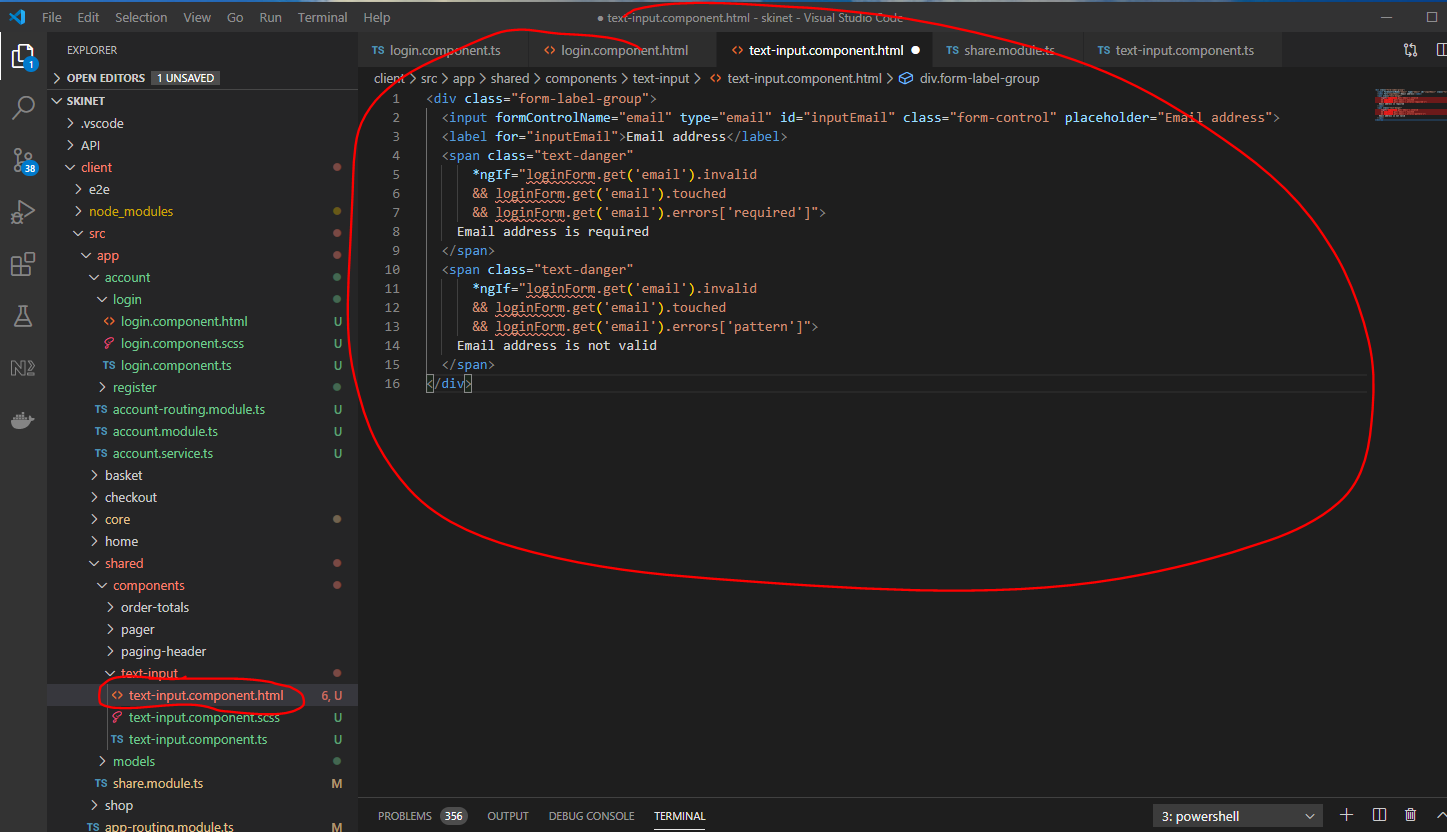 File Edit Selection View Go Run Terminal Help
● text-input.component.html - skinet - Visual Studio Code
EXPLORER
OPEN EDITORS 1 UNSAVED
SKINET
.vscode
API
client
e2e
node_modules
src
app
account
login
login.component.html U
login.component.scss U
login.component.ts U
register
TS account-routing.module.ts U
TS account.module.ts U
TS account.service.ts U
basket
checkout
core
home
shared
components
order-totals
pager
paging-header
text-input
text-input.component.html 6, U
text-input.component.scss U
TS text-input.component.ts U
models
TS share.module.ts M
shop
TS app-routing.module.ts M
1
38
TS login.component.ts <> login.component.html <> text-input.component.html ● TS share.module.ts TS text-input.component.ts
client > src > app > shared > components > text-input > <> text-input.component.html > div.form-label-group
1 <div class="form-label-group">
2 <input formControlName="email" type="email" id="inputEmail" class="form-control" placeholder="Email address">
3 <label for="inputEmail">Email address</label>
4 <span class="text-danger"
5 *ngIf="loginForm.get('email').invalid
6 && loginForm.get('email').touched
7 && loginForm.get('email').errors['required']">
8 Email address is required
9 </span>
10 <span class="text-danger"
11 *ngIf="loginForm.get('email').invalid
12 && loginForm.get('email').touched
13 && loginForm.get('email').errors['pattern']">
14 Email address is not valid
15 </span>
16 </div>
PROBLEMS 356 OUTPUT DEBUG CONSOLE TERMINAL
3: powershell